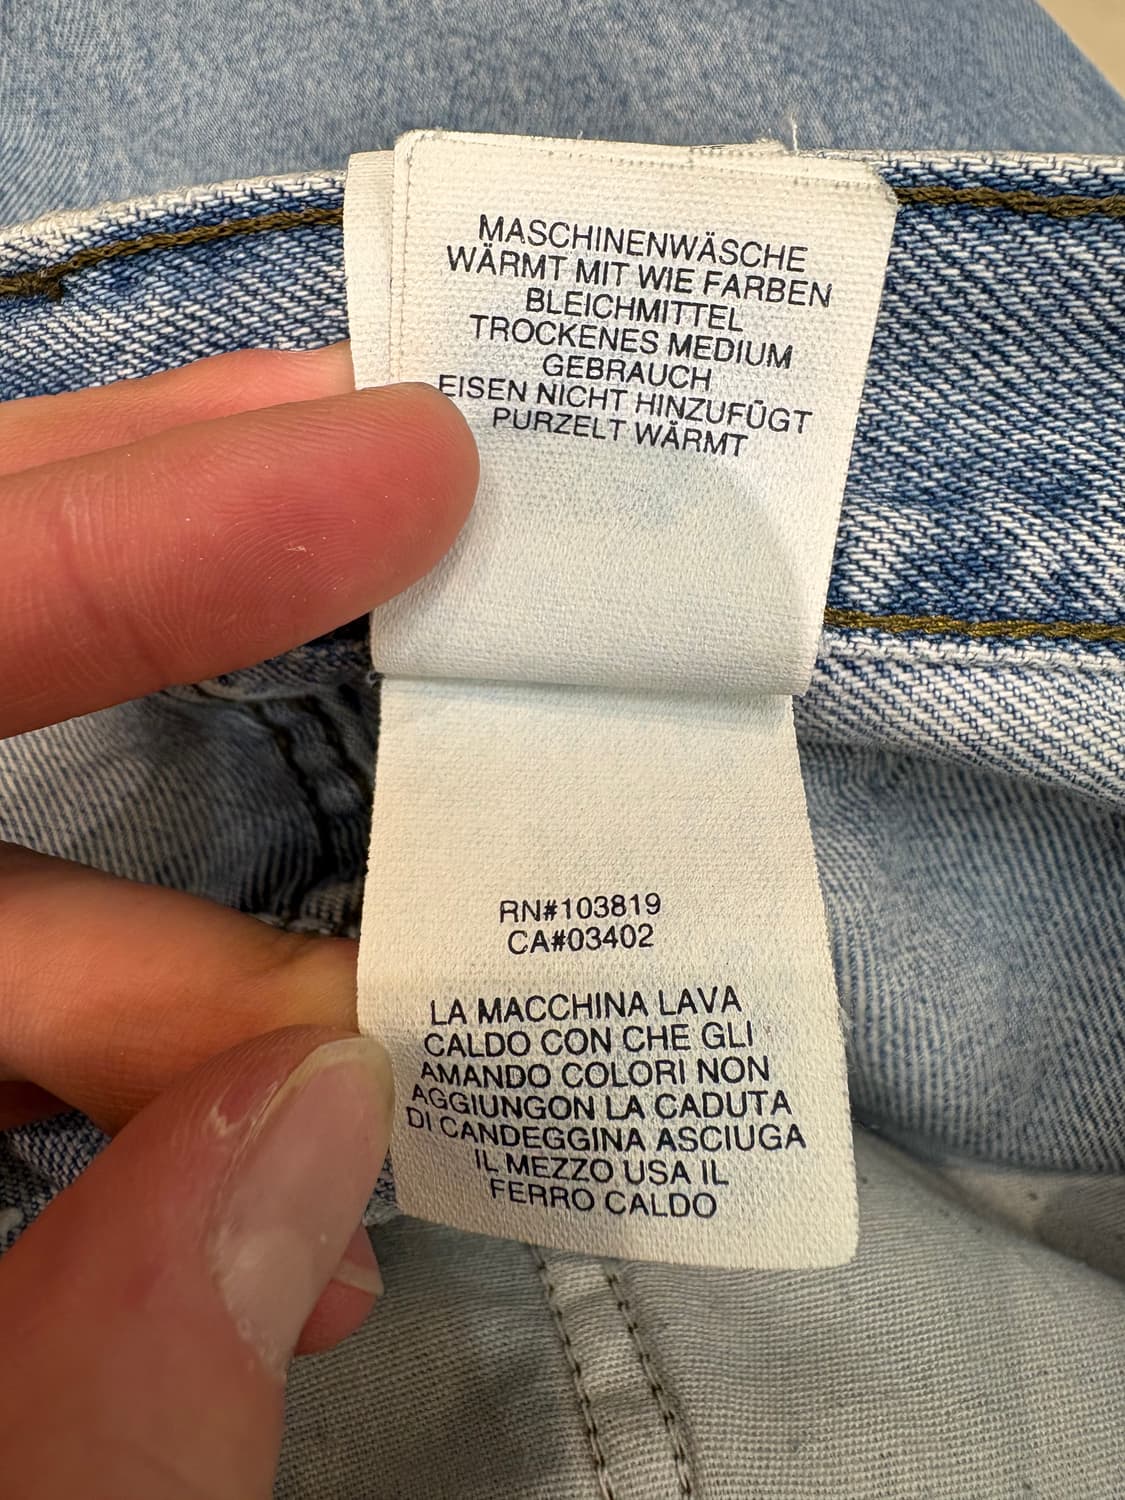 MASCHINENWÄSCHE
WÄRMT MIT WIE FARBEN
BLEICHMITTEL
TROCKENES MEDIUM
GEBRAUCH
EISEN NICHT HINZUFÜGT
PURZELT WÄRMT
RN#103819
CA#03402
LA MACCHINA LAVA
CALDO CON CHE GLI
AMANDO COLORI NON
AGGIUNGON LA CADUTA
DI CANDEGGINA ASCIUGA
IL MEZZO USA IL
FERRO CALDO